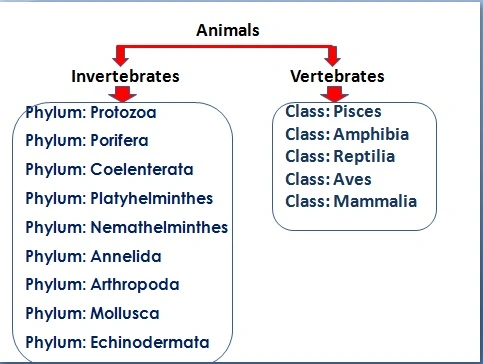 Animals
Invertebrates
Vertebrates
Phylum: Protozoa
Phylum: Porifera
Phylum: Coelenterata
Phylum: Platyhelminthes
Phylum: Nemathelminthes
Phylum: Annelida
Phylum: Arthropoda
Phylum: Mollusca
Phylum: Echinodermata
Class: Pisces
Class: Amphibia
Class: Reptilia
Class: Aves
Class: Mammalia